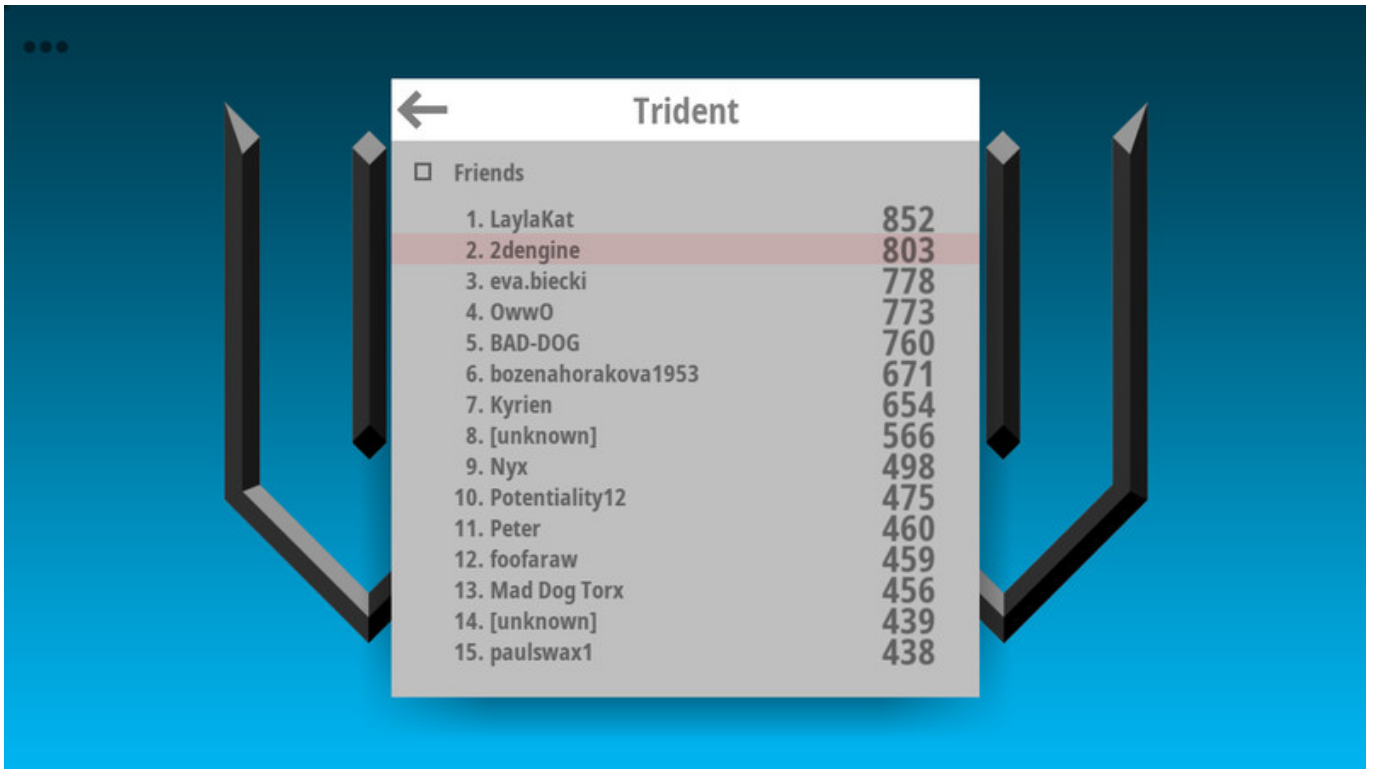 Trident
Friends
1. LaylaKat 852
2. 2dengine 803
3. eva.biecki 778
4. OwwO 773
5. BAD-DOG 760
6. bozenahorakova1953 671
7. Kyrien 654
8. [unknown] 566
9. Nyx 498
10. Potentiality12 475
11. Peter 460
12. foofaraw 459
13. Mad Dog Torx 456
14. [unknown] 439
15. paulswax1 438